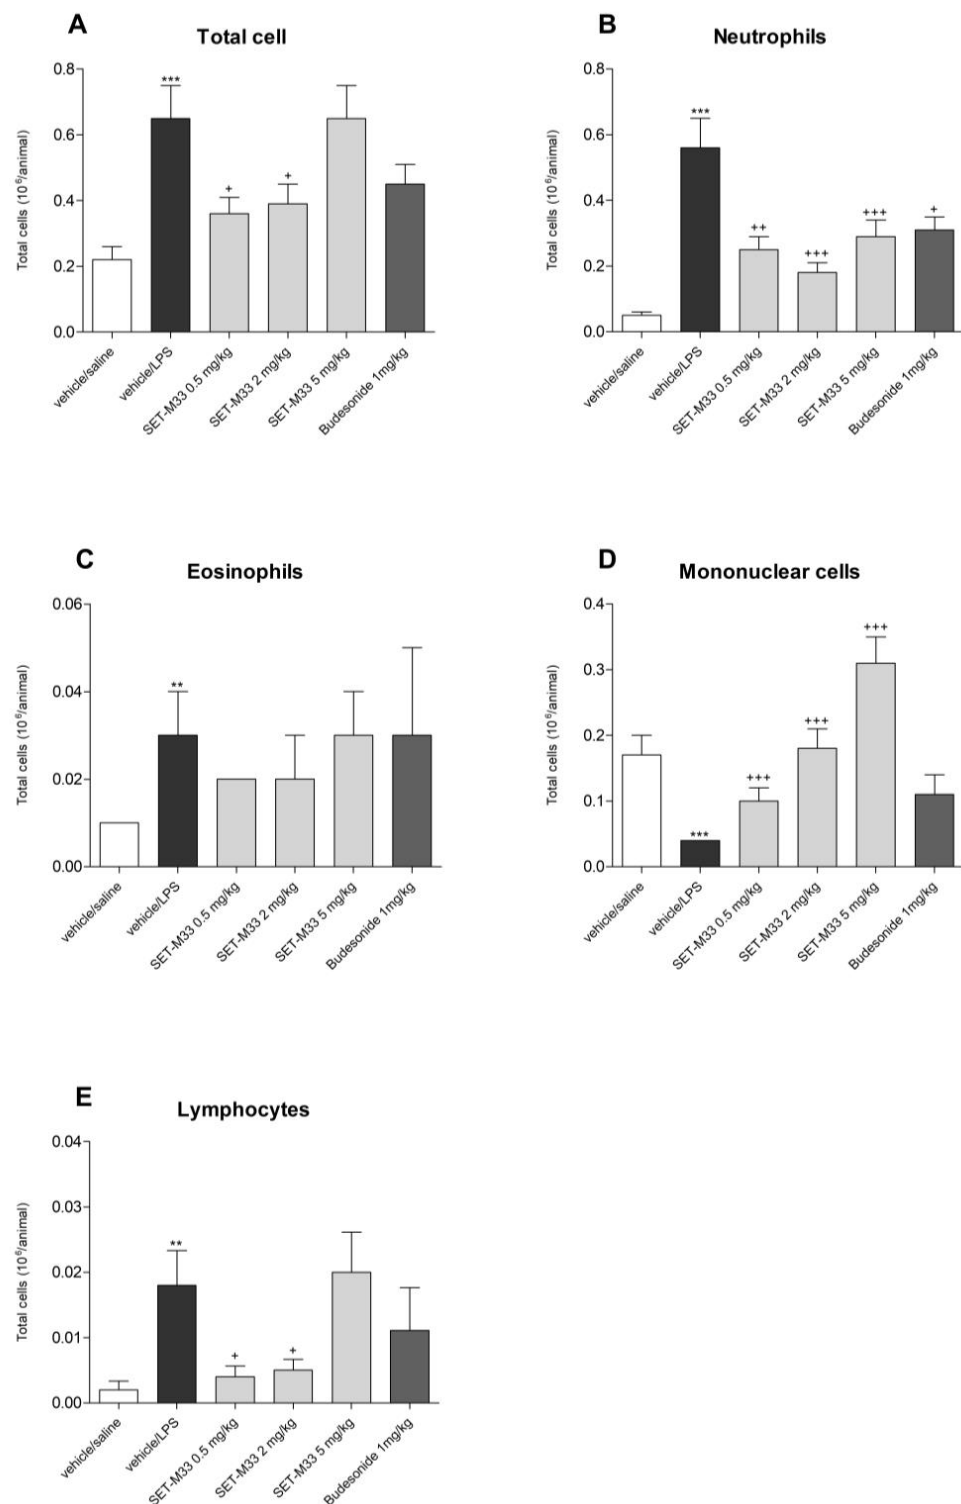 A
Total cell
Total cells (10⁶/animal)
0.8
0.6
0.4
0.2
0.0
***
+
+
vehicle/saline
vehicle/LPS
SET-M33 0.5 mg/kg
SET-M33 2 mg/kg
SET-M33 5 mg/kg
Budesonide 1mg/kg
B
Neutrophils
Total cells (10⁶/animal)
0.8
0.6
0.4
0.2
0.0
***
++
+++
+++
+
vehicle/saline
vehicle/LPS
SET-M33 0.5 mg/kg
SET-M33 2 mg/kg
SET-M33 5 mg/kg
Budesonide 1mg/kg
C
Eosinophils
Total cells (10⁶/animal)
0.06
0.04
0.02
0.00
**
vehicle/saline
vehicle/LPS
SET-M33 0.5 mg/kg
SET-M33 2 mg/kg
SET-M33 5 mg/kg
Budesonide 1mg/kg
D
Mononuclear cells
Total cells (10⁶/animal)
0.4
0.3
0.2
0.1
0.0
***
+++
+++
+++
vehicle/saline
vehicle/LPS
SET-M33 0.5 mg/kg
SET-M33 2 mg/kg
SET-M33 5 mg/kg
Budesonide 1mg/kg
E
Lymphocytes
Total cells (10⁶/animal)
0.04
0.03
0.02
0.01
0.00
**
+
+
vehicle/saline
vehicle/LPS
SET-M33 0.5 mg/kg
SET-M33 2 mg/kg
SET-M33 5 mg/kg
Budesonide 1mg/kg